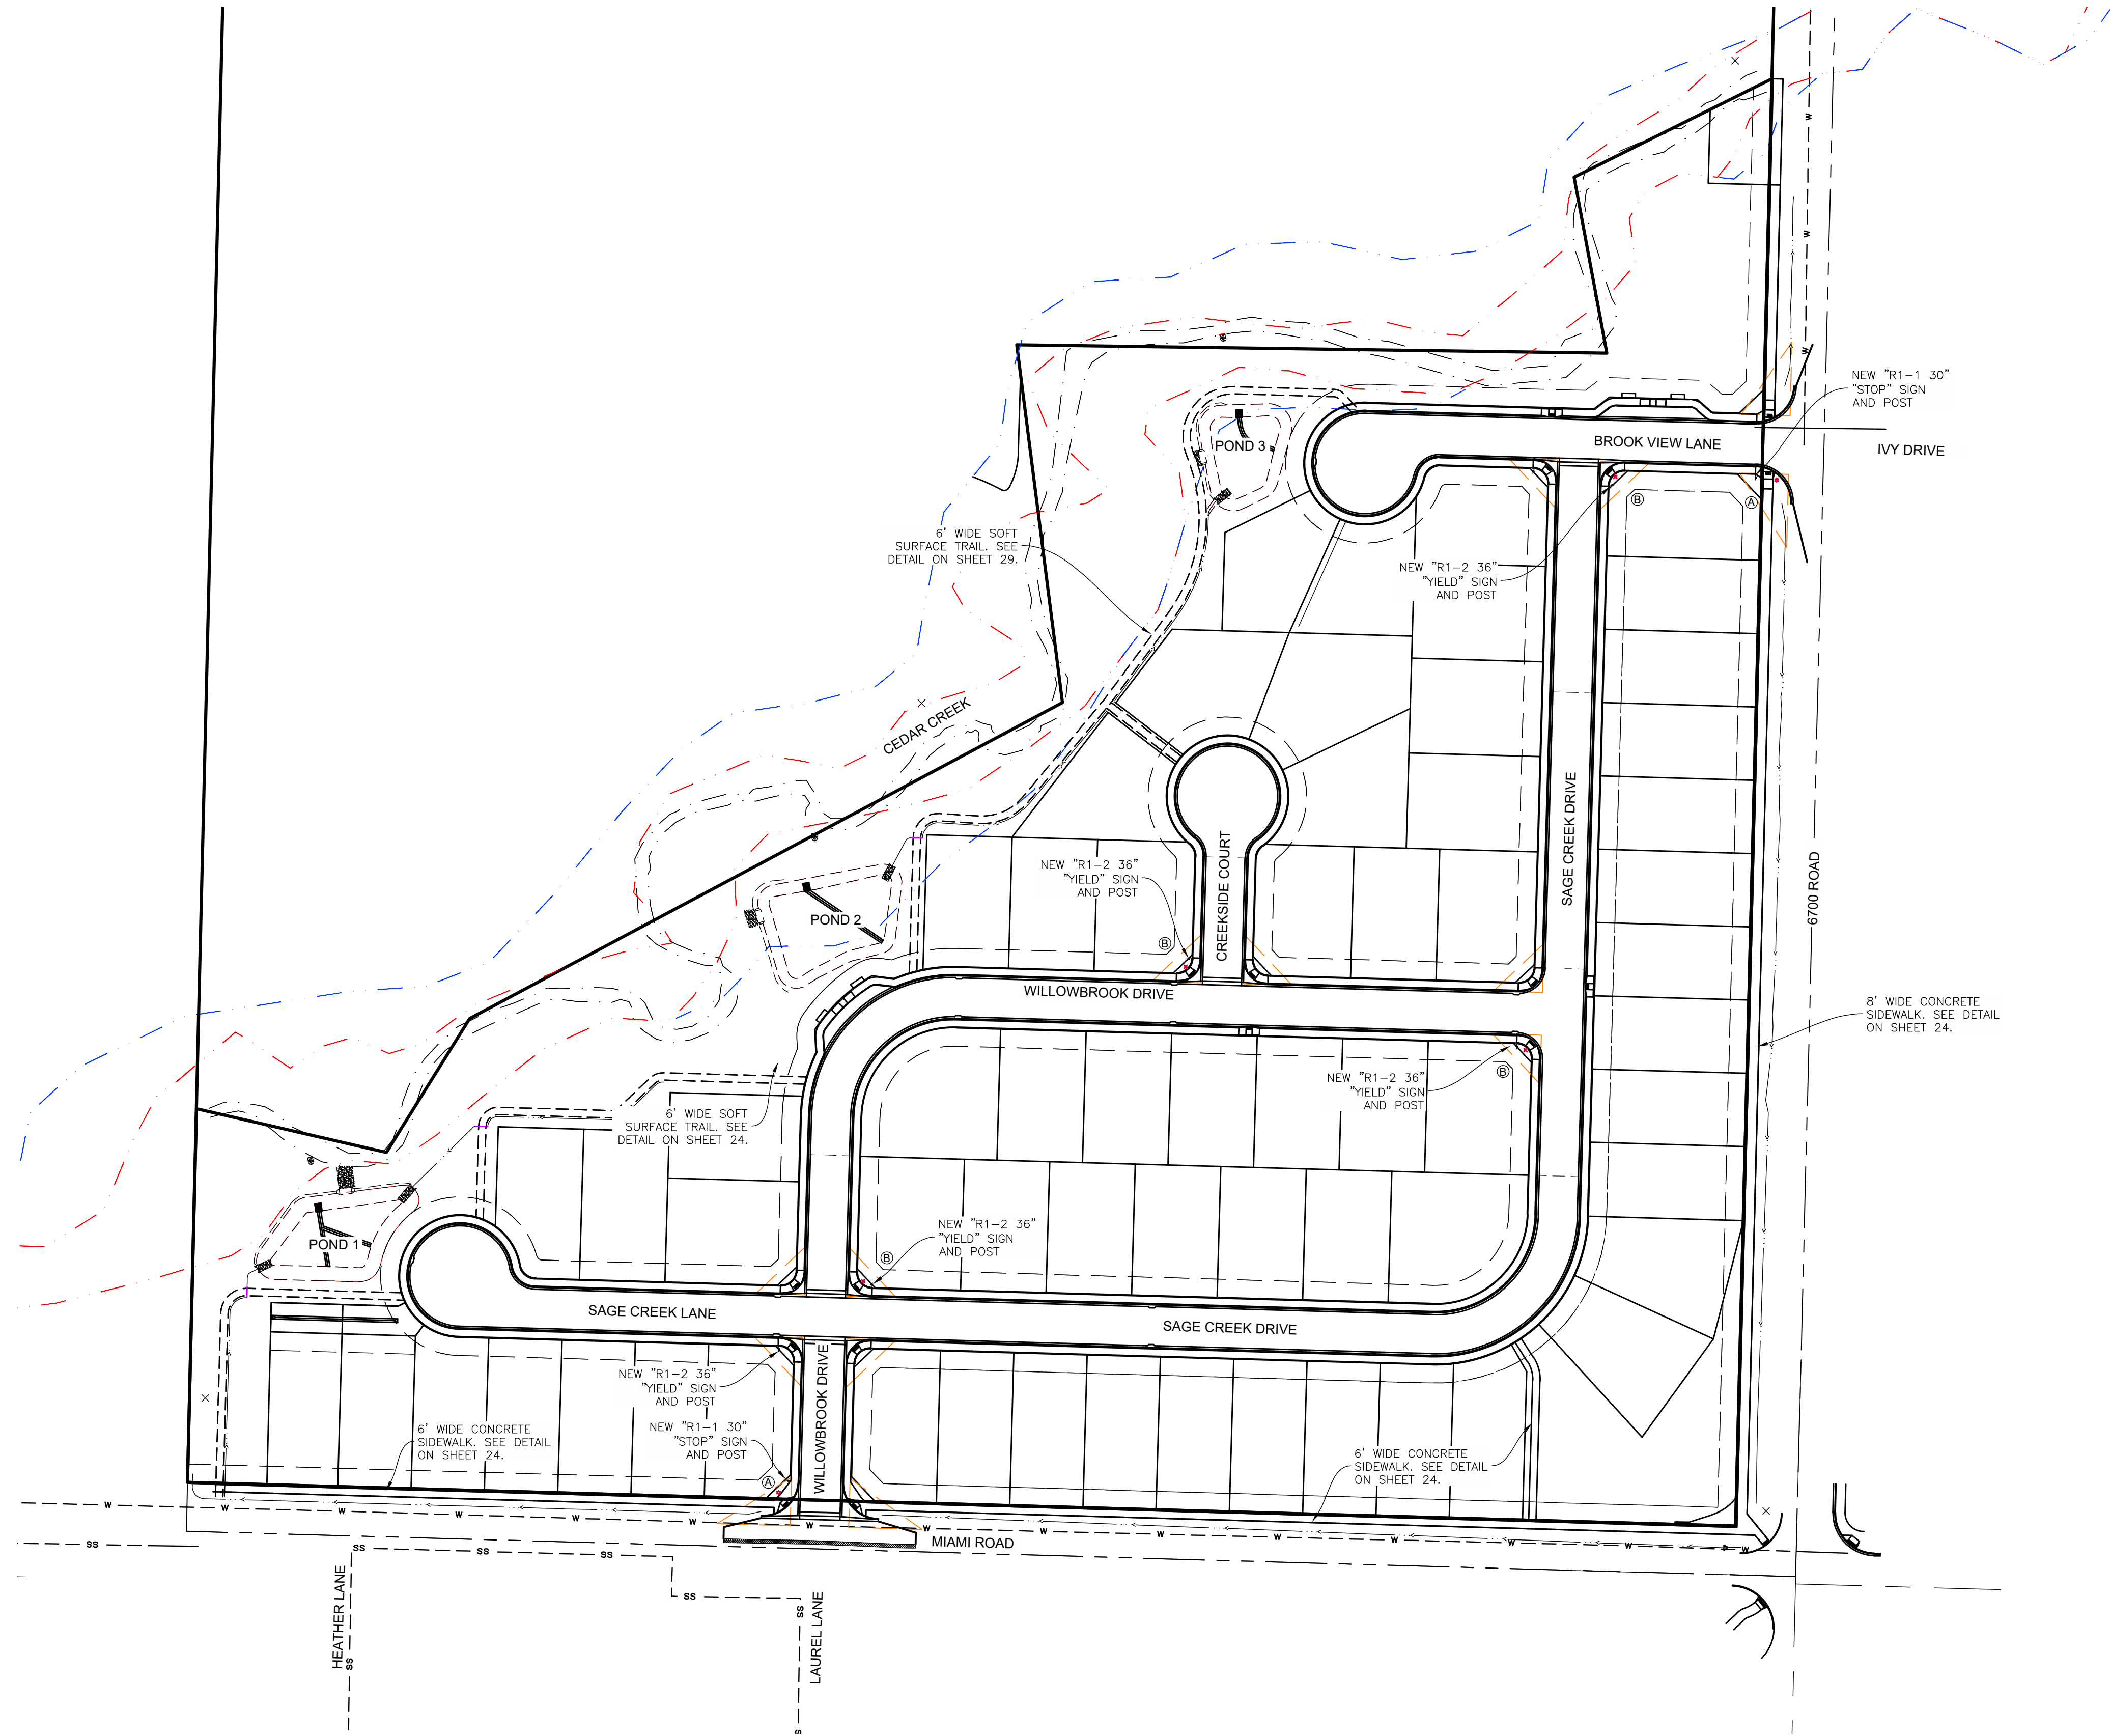 NEW "R1-1 30"
"STOP" SIGN
AND POST
BROOK VIEW LANE
IVY DRIVE
POND 3
B
A
6' WIDE SOFT
SURFACE TRAIL. SEE
DETAIL ON SHEET 29.
NEW "R1-2 36"
"YIELD" SIGN
AND POST
CEDAR CREEK
SAGE CREEK DRIVE
CREEKSIDE COURT
6700 ROAD
NEW "R1-2 36"
"YIELD" SIGN
AND POST
POND 2
B
WILLOWBROOK DRIVE
8' WIDE CONCRETE
SIDEWALK. SEE DETAIL
ON SHEET 24.
NEW "R1-2 36"
"YIELD" SIGN
AND POST
B
6' WIDE SOFT
SURFACE TRAIL. SEE
DETAIL ON SHEET 24.
POND 1
NEW "R1-2 36"
"YIELD" SIGN
AND POST
B
SAGE CREEK LANE
SAGE CREEK DRIVE
NEW "R1-2 36"
"YIELD" SIGN
AND POST
WILLOWBROOK DRIVE
NEW "R1-1 30"
"STOP" SIGN
AND POST
A
6' WIDE CONCRETE
SIDEWALK. SEE DETAIL
ON SHEET 24.
6' WIDE CONCRETE
SIDEWALK. SEE DETAIL
ON SHEET 24.
W W W W W W W W W W W W W W W
MIAMI ROAD
SS SS SS SS
SS
HEATHER LANE
SS
LAUREL LANE
SS
W
W
W